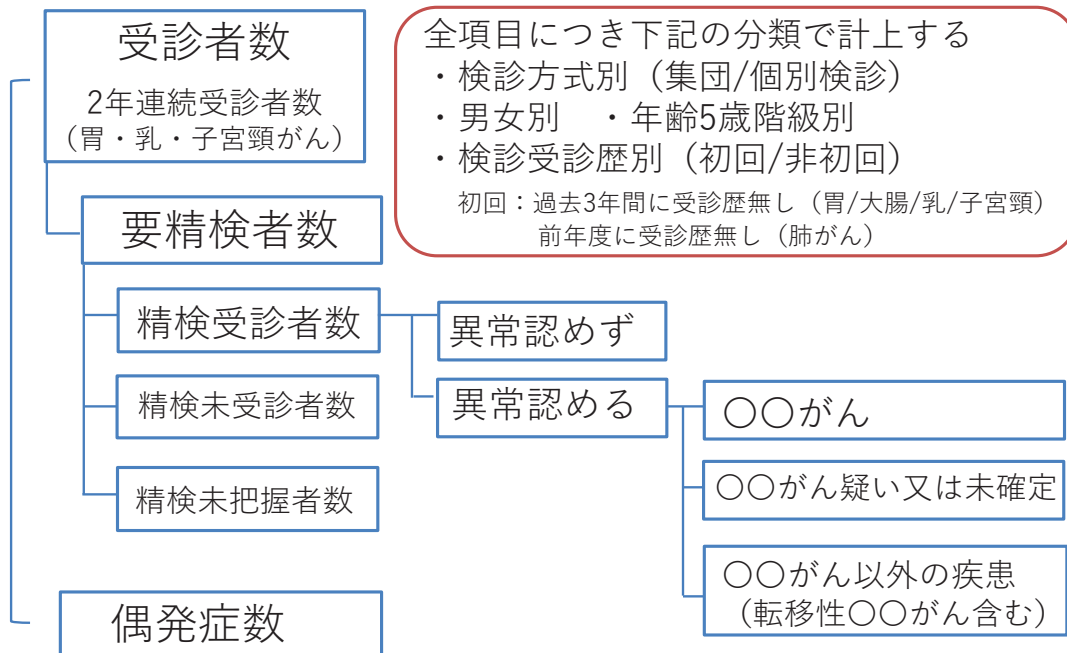 受診者数
2年連続受診者数
（胃・乳・子宮頸がん）
全項目につき下記の分類で計上する
・検診方式別（集団/個別検診）
・男女別　・年齢5歳階級別
・検診受診歴別（初回/非初回）
初回：過去3年間に受診歴無し（胃/大腸/乳/子宮頸）
前年度に受診歴無し（肺がん）
要精検者数
精検受診者数
異常認めず
精検未受診者数
異常認める
〇〇がん
精検未把握者数
〇〇がん疑い又は未確定
〇〇がん以外の疾患
（転移性〇〇がん含む）
偶発症数